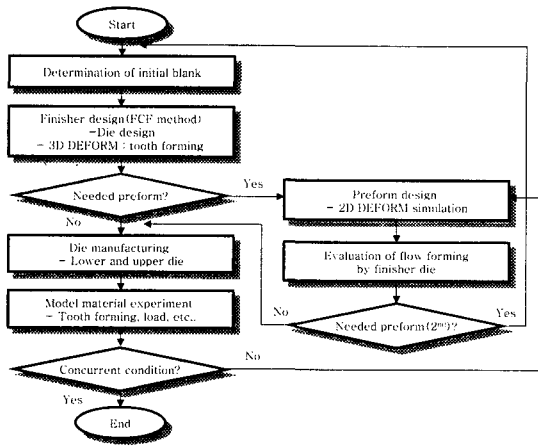 Start
Determination of initial blank
Finisher design(FCF method)
-Die design
- 3D DEFORM : tooth forming
Needed preform?
Yes
No
Preform design
- 2D DEFORM simulation
Die manufacturing
- Lower and upper die
Evaluation of flow forming
by finisher die
Model material experiment
- Tooth forming, load, etc..
No
Needed preform(2nd)?
Yes
Concurrent condition?
No
Yes
End